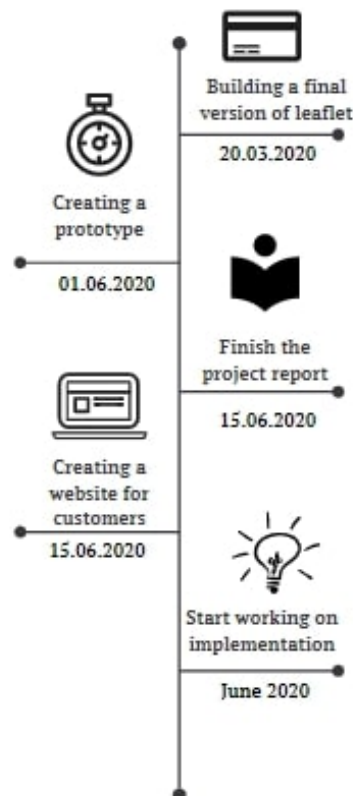 Building a final
version of leaflet
20.03.2020
Creating a
prototype
01.06.2020
Finish the
project report
15.06.2020
Creating a
website for
customers
15.06.2020
Start working on
implementation
June 2020